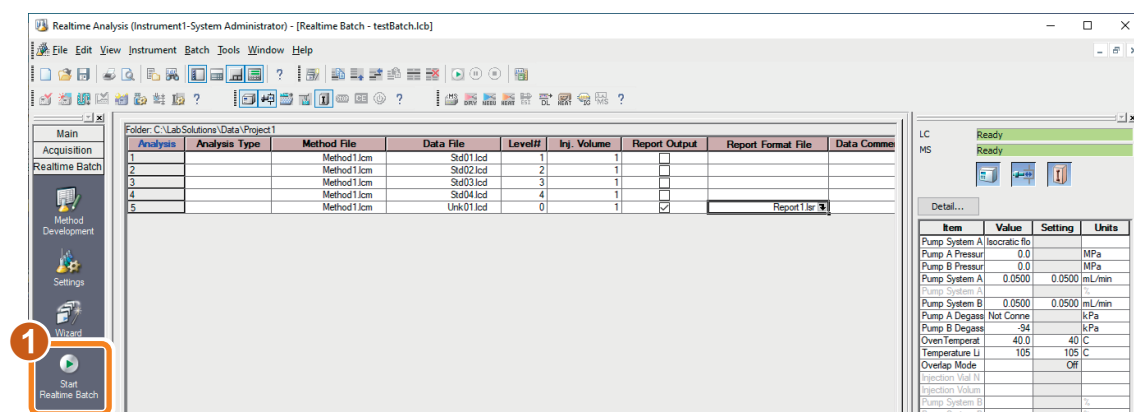 Realtime Analysis (Instrument1-System Administrator) - [Realtime Batch - testBatch.lcb]
File Edit View Instrument Batch Tools Window Help
Main
Acquisition
Realtime Batch
Method
Development
Settings
Wizard
1
Start
Realtime Batch
Folder: C:\LabSolutions\Data\Project1
Analysis Analysis Type Method File Data File Level# Inj. Volume Report Output Report Format File Data Comme
1 Method1.lcm Std01.lcd 1 1
2 Method1.lcm Std02.lcd 2 1
3 Method1.lcm Std03.lcd 3 1
4 Method1.lcm Std04.lcd 4 1
5 Method1.lcm Unk01.lcd 0 1 Report1.lsr
LC Ready
MS Ready
Detail...
Item Value Setting Units
Pump System A Isocratic flo
Pump A Pressur 0.0 MPa
Pump B Pressur 0.0 MPa
Pump System A 0.0500 0.0500 mL/min
Pump System A %
Pump System B 0.0500 0.0500 mL/min
Pump A Degass Not Conne kPa
Pump B Degass -94 kPa
Oven Temperat 40.0 40 C
Temperature Li 105 105 C
Overlap Mode Off
Injection Vial N
Injection Volum
Pump System B %